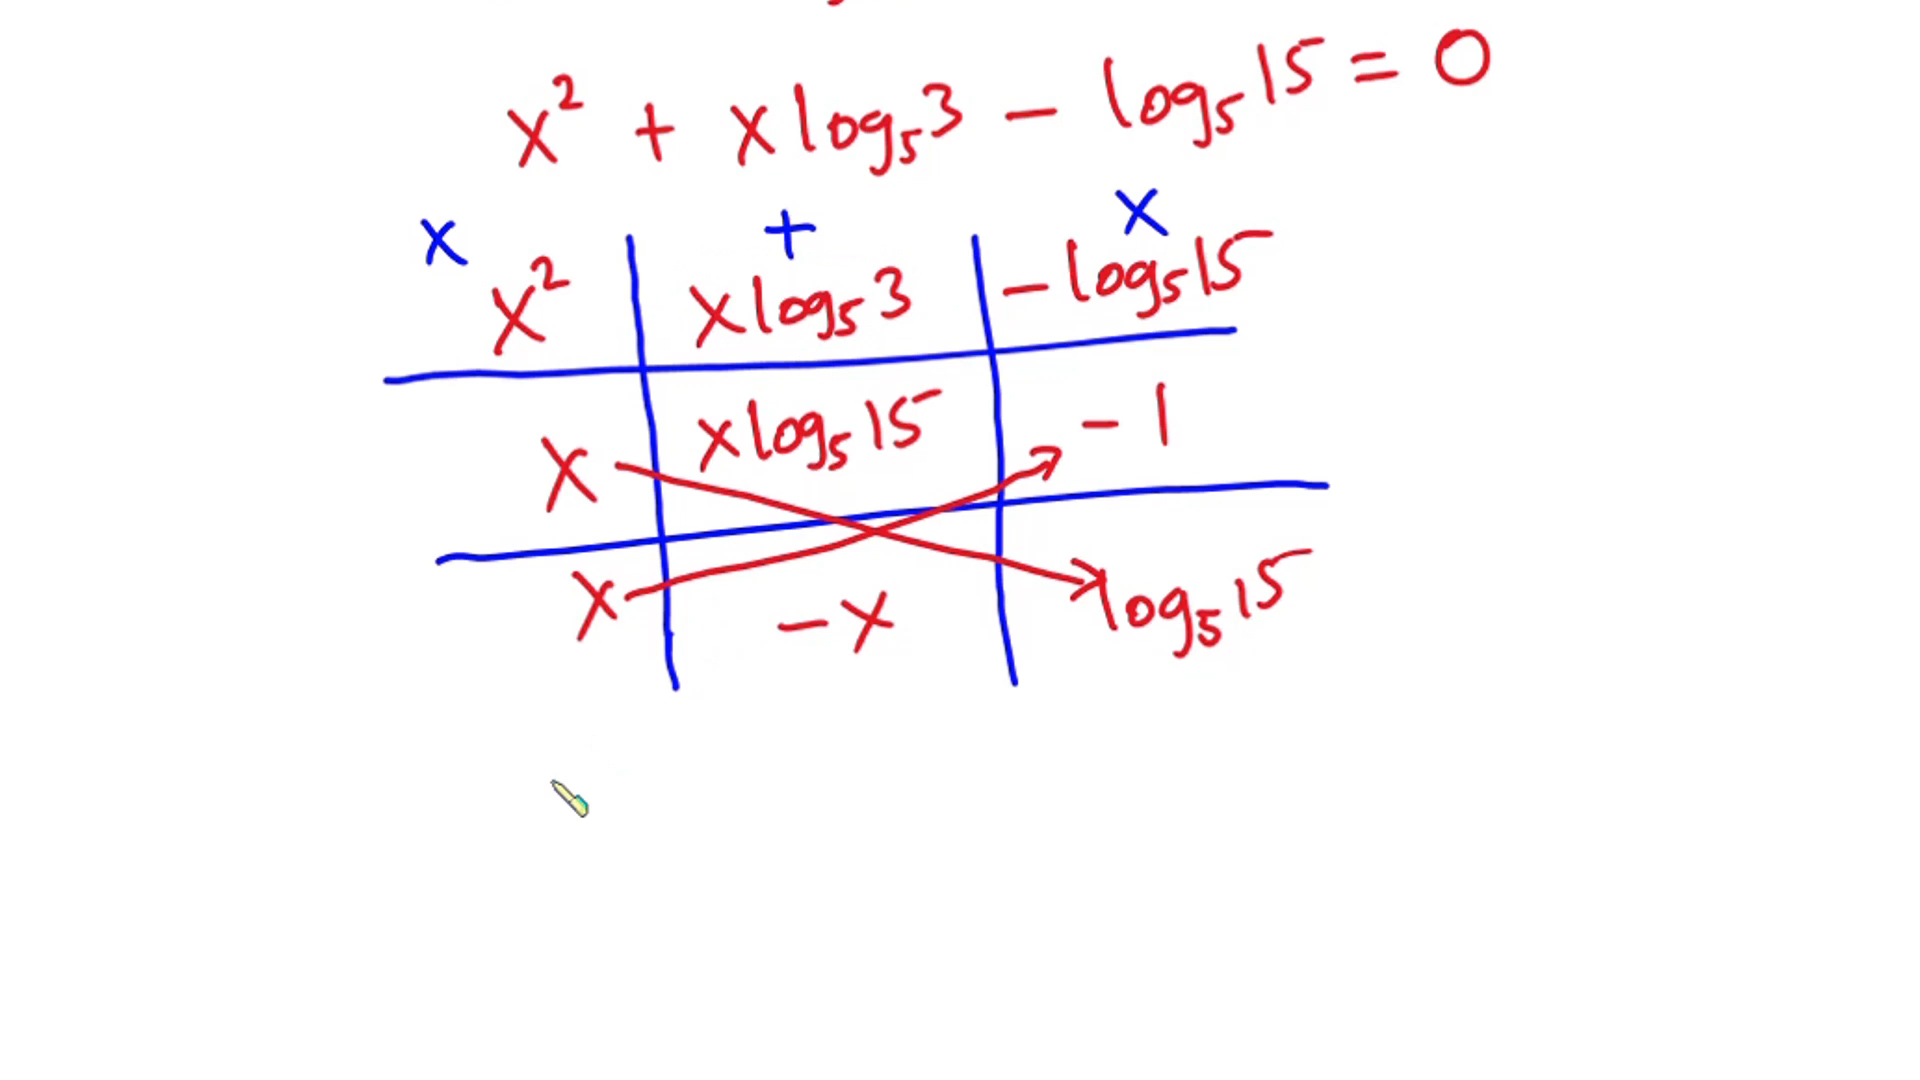 x² + x log₅3 − log₅15 = 0
x + x
x² x log₅3 − log₅15
x x log₅15 − 1
x − x log₅15